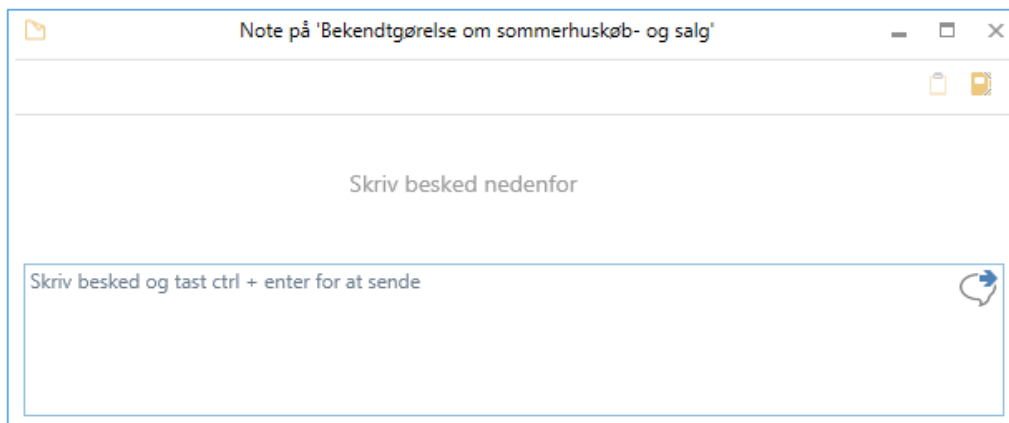 Note på 'Bekendtgørelse om sommerhuskøb- og salg'
Skriv besked nedenfor
Skriv besked og tast ctrl + enter for at sende